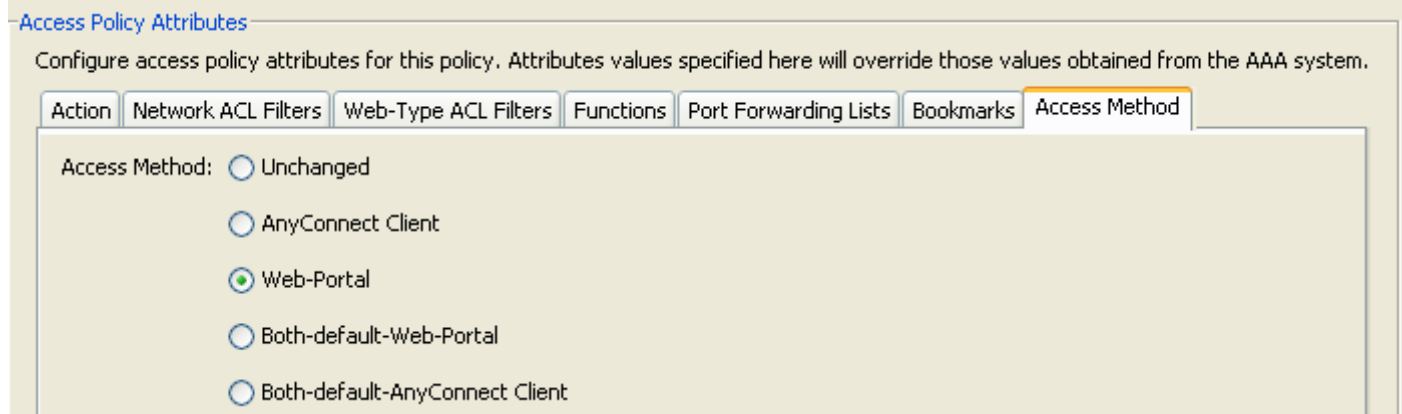 Access Policy Attributes
Configure access policy attributes for this policy. Attributes values specified here will override those values obtained from the AAA system.
Action Network ACL Filters Web-Type ACL Filters Functions Port Forwarding Lists Bookmarks Access Method
Access Method: Unchanged
AnyConnect Client
Web-Portal
Both-default-Web-Portal
Both-default-AnyConnect Client